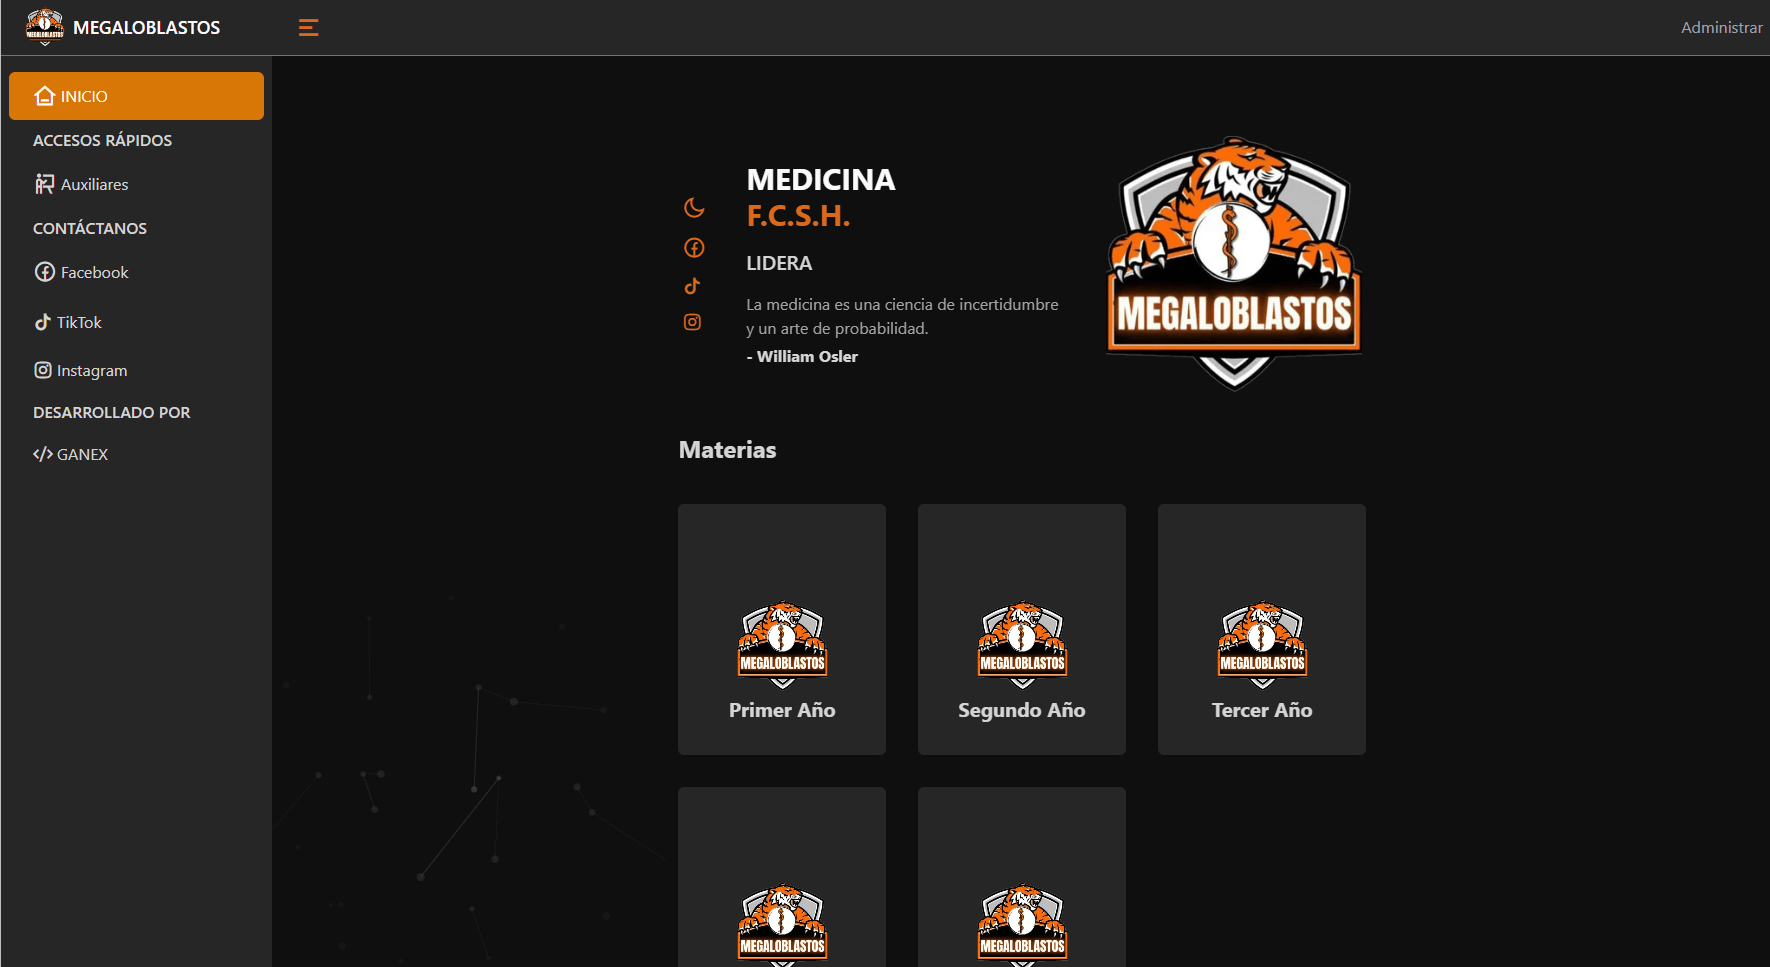 MEGALOBLASTOS
MEGALOBLASTOS
Administrar
INICIO
ACCESOS RÁPIDOS
Auxiliares
CONTÁCTANOS
Facebook
TikTok
Instagram
DESARROLLADO POR
GANEX
MEDICINA
F.C.S.H.
LIDERA
La medicina es una ciencia de incertidumbre
y un arte de probabilidad.
- William Osler
MEGALOBLASTOS
Materias
MEGALOBLASTOS
Primer Año
MEGALOBLASTOS
Segundo Año
MEGALOBLASTOS
Tercer Año
MEGALOBLASTOS
MEGALOBLASTOS